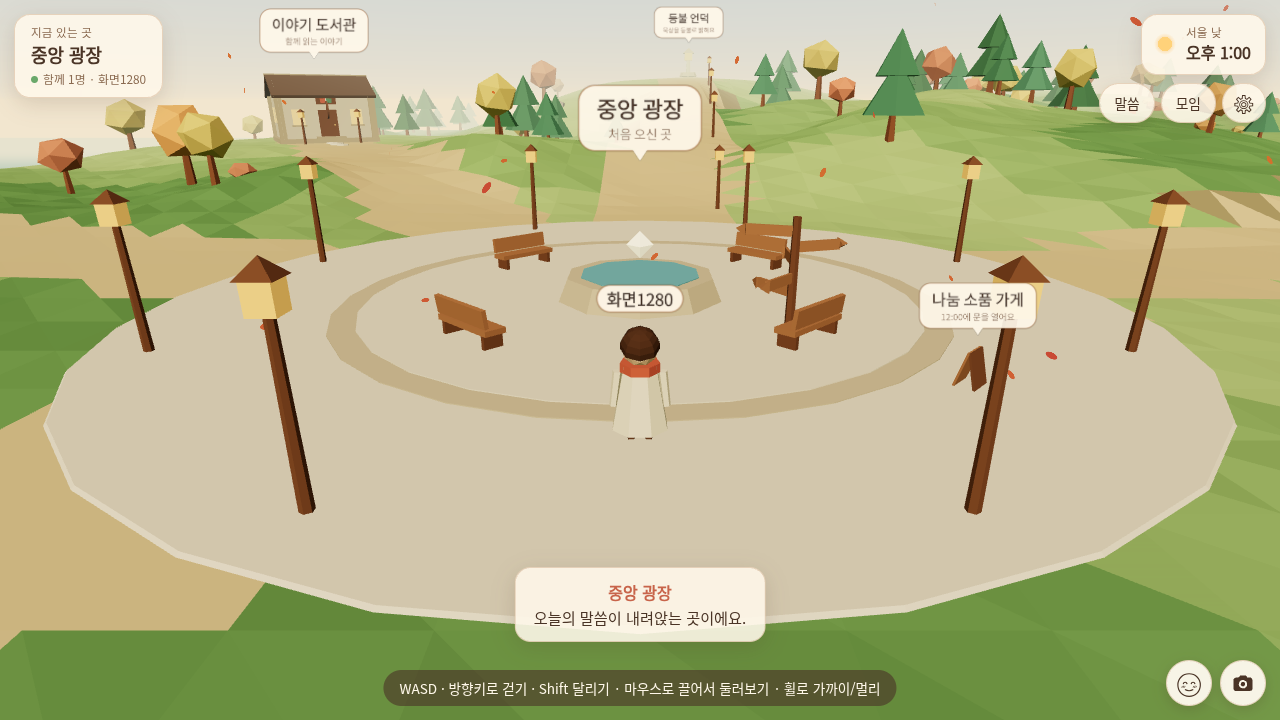 지금 있는 곳
중앙 광장
함께 1명 · 화면1280
이야기 도서관
함께 읽는 이야기
등불 언덕
중앙 광장
처음 오신 곳
서울 낮
오후 1:00
말씀
모임
화면1280
나눔 소품 가게
12:00에 문을 열어요
중앙 광장
오늘의 말씀이 내려앉는 곳이에요.
WASD · 방향키로 걷기 · Shift 달리기 · 마우스로 끌어서 둘러보기 · 휠로 가까이/멀리